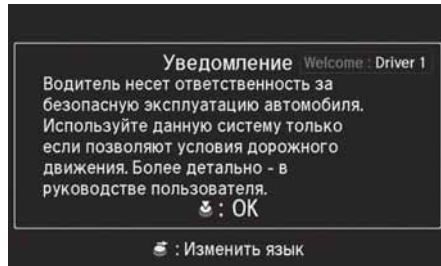 Уведомление Welcome : Driver 1
Водитель несет ответственность за
безопасную эксплуатацию автомобиля.
Используйте данную систему только
если позволяют условия дорожного
движения. Более детально - в
руководстве пользователя.
: OK
: Изменить язык